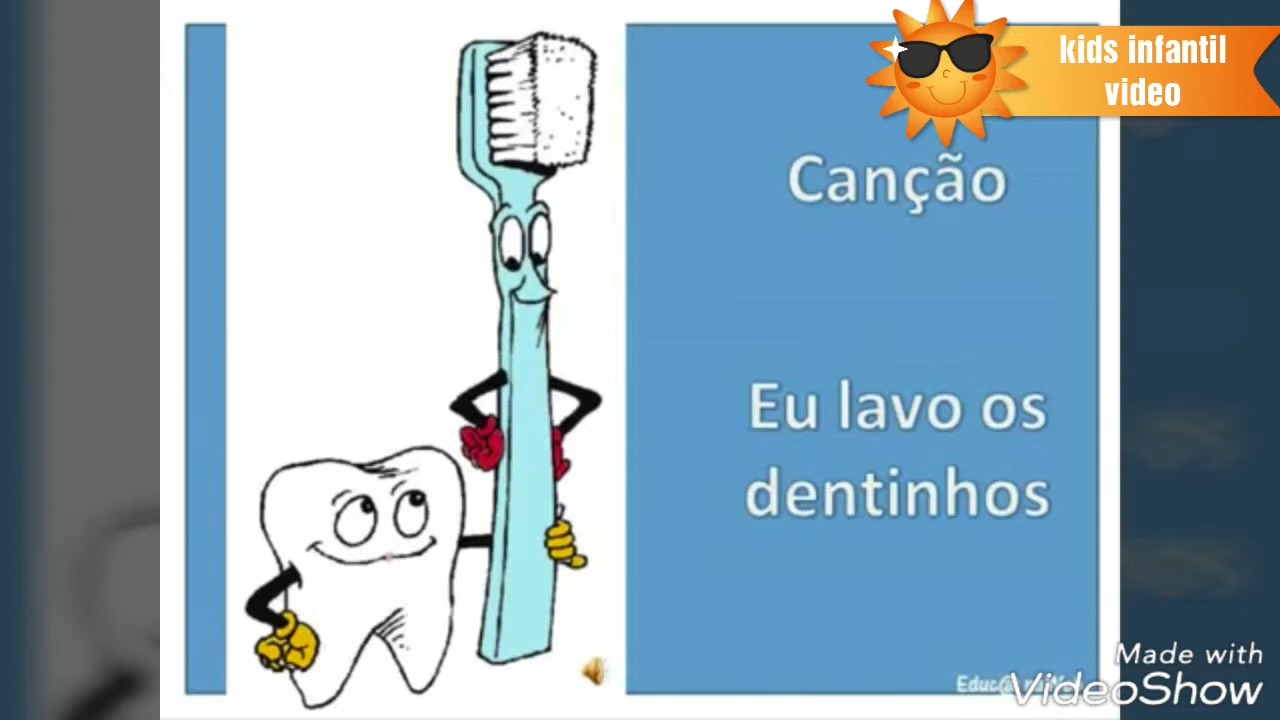 kids infantil
video
Canção
Eu lavo os
dentinhos
Made with
VideoShow